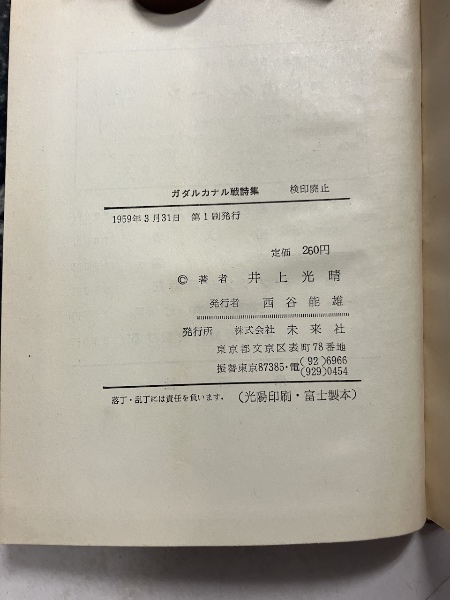 ガダルカナル戦詩集 検印廃止
1959年3月31日 第1刷発行
定価 260円
© 著者 井上光晴
発行者 西谷能雄
発行所 株式会社 未来社
東京都文京区表町78番地
振替東京87385・電(92)6966
(929)0454
落丁・乱丁には責任を負います。 (光陽印刷・富士製本)